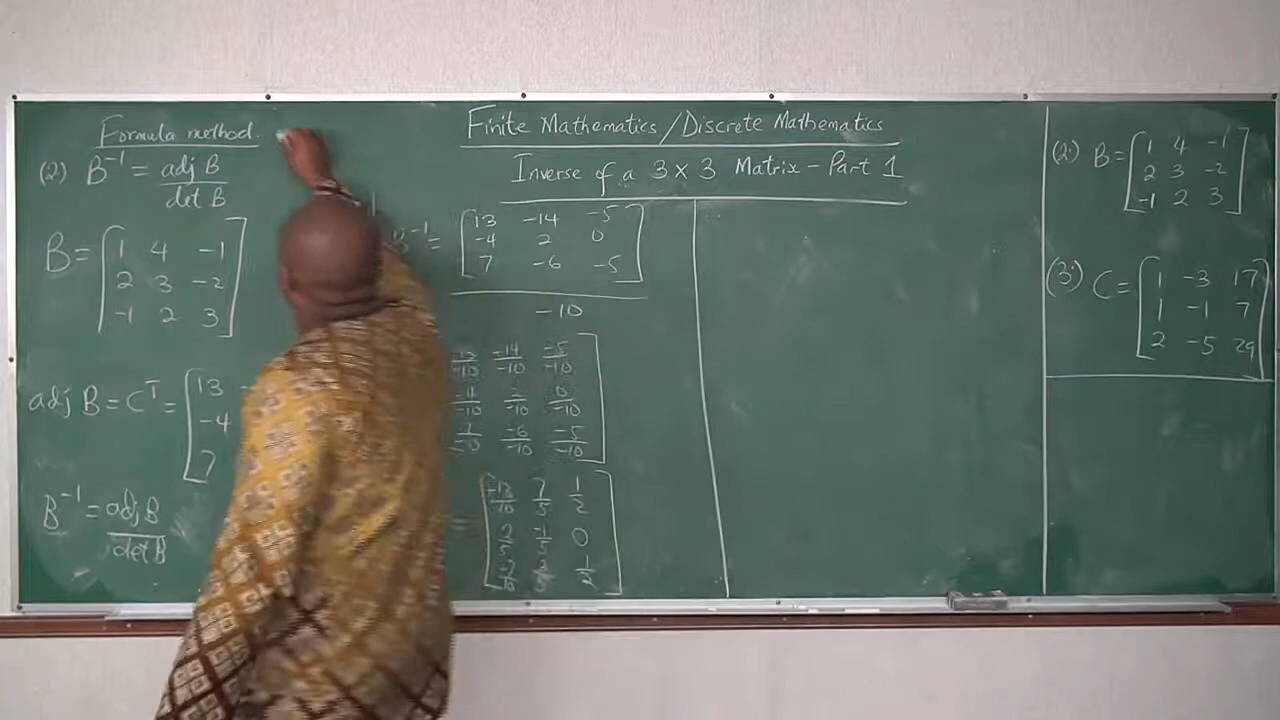 Finite Mathematics/Discrete Mathematics
Inverse of a 3 × 3 Matrix - Part 1
Formula method.
(2) B⁻¹ = adj B
det B
B = [1 4 -1
2 3 -2
-1 2 3]
adj B = Cᵀ = [13
-4
7
B⁻¹ = adj B
det B
⁻¹ = [13 -14 -5
-4 2 0
7 -6 -5]
-10
-14/-10 -5/-10
2/-10 0/-10
-6/-10 -5/-10]
= [ 7/5 1/2
0
1/2]
(2) B = [1 4 -1
2 3 -2
-1 2 3]
(3) C = [1 -3 17
1 -1 7
2 -5 29]